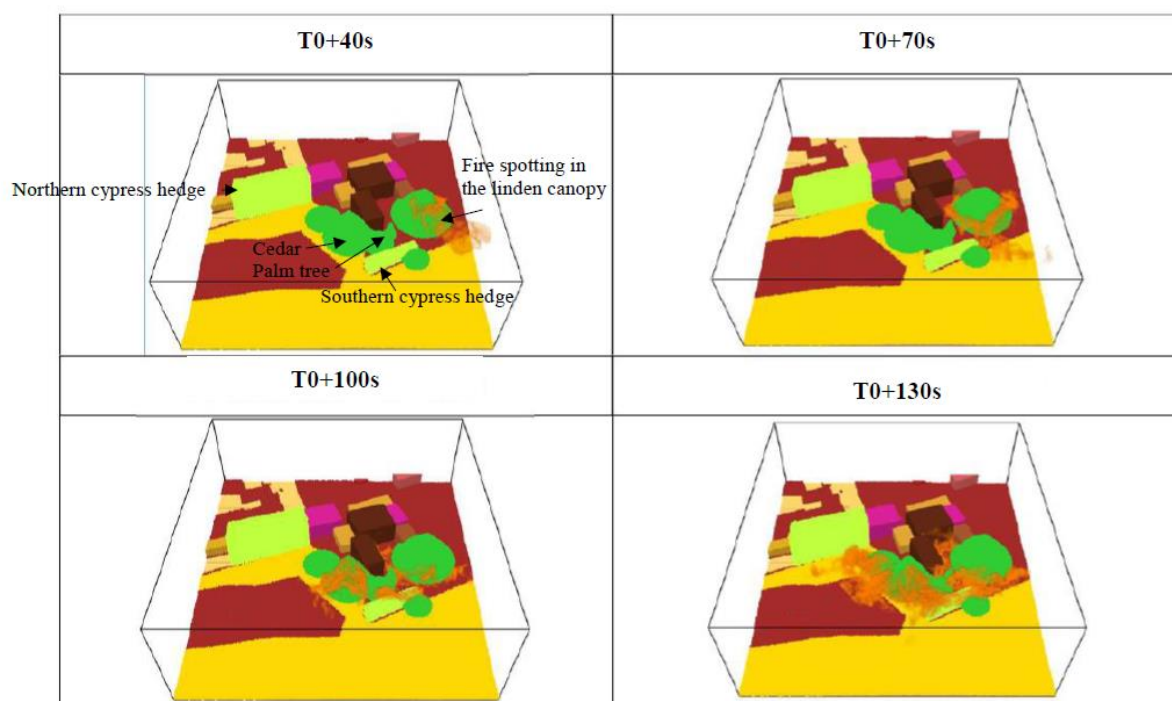 T0+40s
T0+70s
Fire spotting in
the linden canopy
Northern cypress hedge
Cedar
Palm tree
Southern cypress hedge
T0+100s
T0+130s